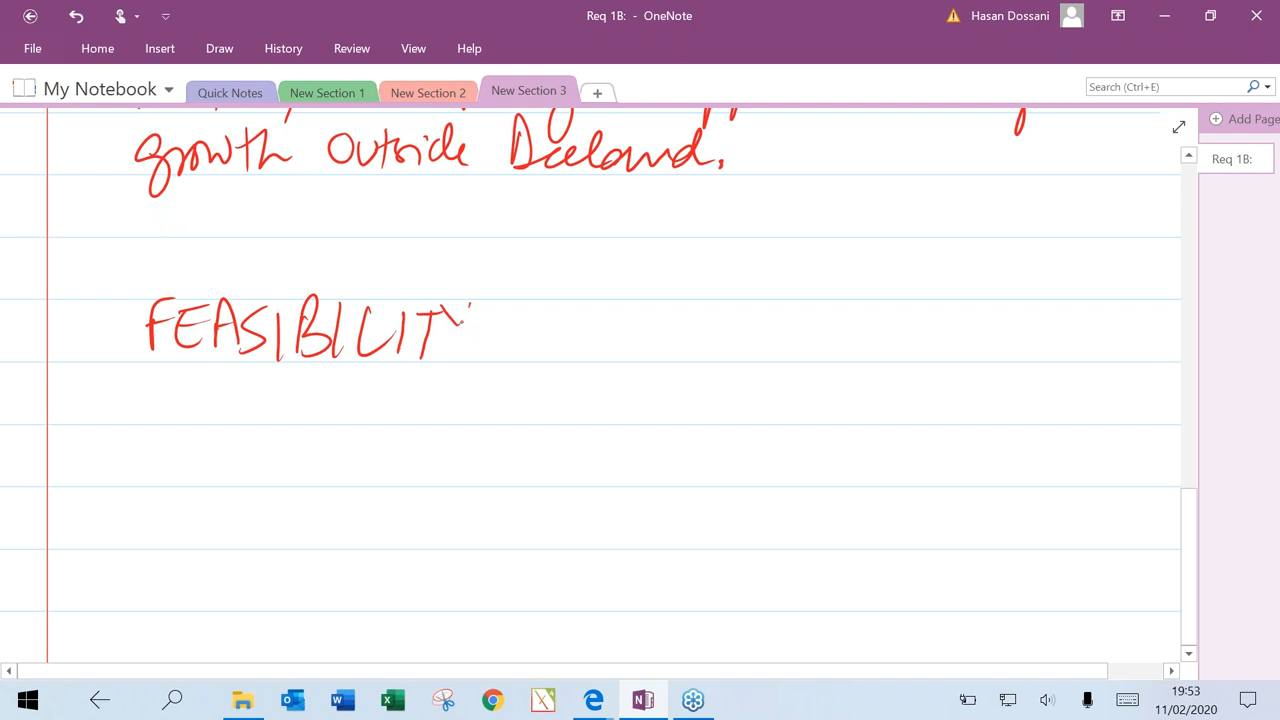 Req 1B: - OneNote
Hasan Dossani
File Home Insert Draw History Review View Help
My Notebook Quick Notes New Section 1 New Section 2 New Section 3
Search (Ctrl+E)
Add Page
Req 1B:
growth outside Deeland.
FEASIBILITY
19:53
11/02/2020